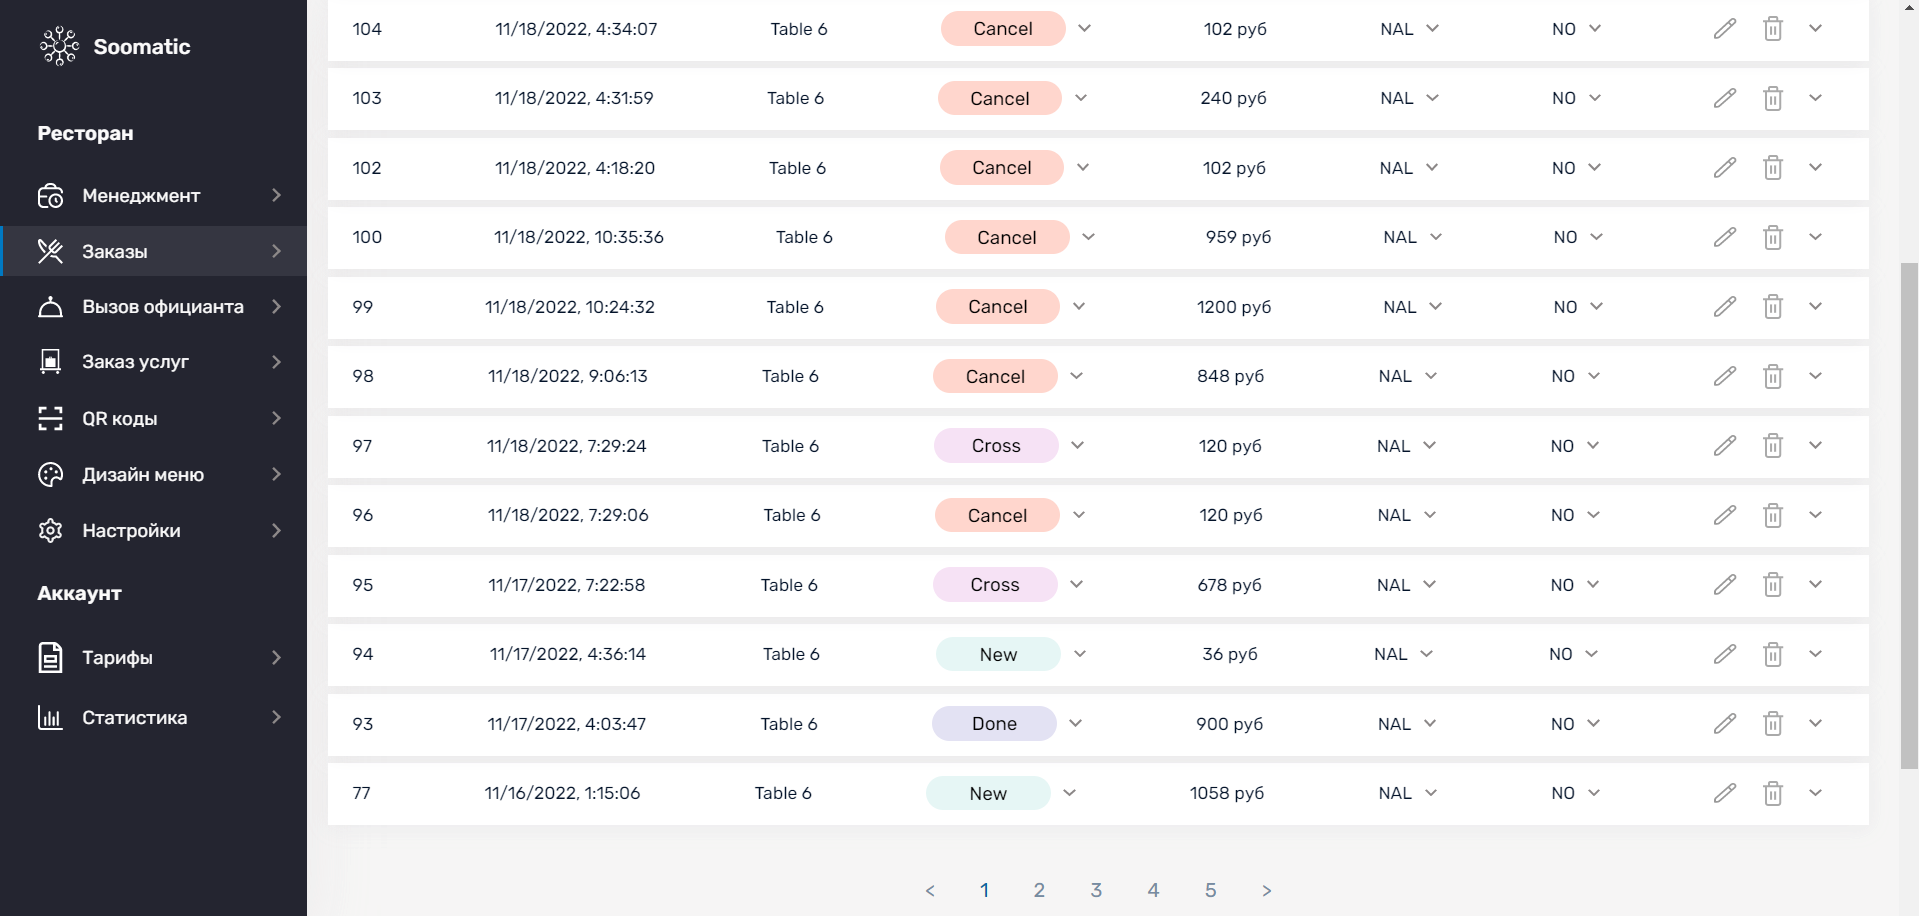 Soomatic
Ресторан
Менеджмент
Заказы
Вызов официанта
Заказ услуг
QR коды
Дизайн меню
Настройки
Аккаунт
Тарифы
Статистика
104 11/18/2022, 4:34:07 Table 6 Cancel 102 руб NAL NO
103 11/18/2022, 4:31:59 Table 6 Cancel 240 руб NAL NO
102 11/18/2022, 4:18:20 Table 6 Cancel 102 руб NAL NO
100 11/18/2022, 10:35:36 Table 6 Cancel 959 руб NAL NO
99 11/18/2022, 10:24:32 Table 6 Cancel 1200 руб NAL NO
98 11/18/2022, 9:06:13 Table 6 Cancel 848 руб NAL NO
97 11/18/2022, 7:29:24 Table 6 Cross 120 руб NAL NO
96 11/18/2022, 7:29:06 Table 6 Cancel 120 руб NAL NO
95 11/17/2022, 7:22:58 Table 6 Cross 678 руб NAL NO
94 11/17/2022, 4:36:14 Table 6 New 36 руб NAL NO
93 11/17/2022, 4:03:47 Table 6 Done 900 руб NAL NO
77 11/16/2022, 1:15:06 Table 6 New 1058 руб NAL NO
< 1 2 3 4 5 >